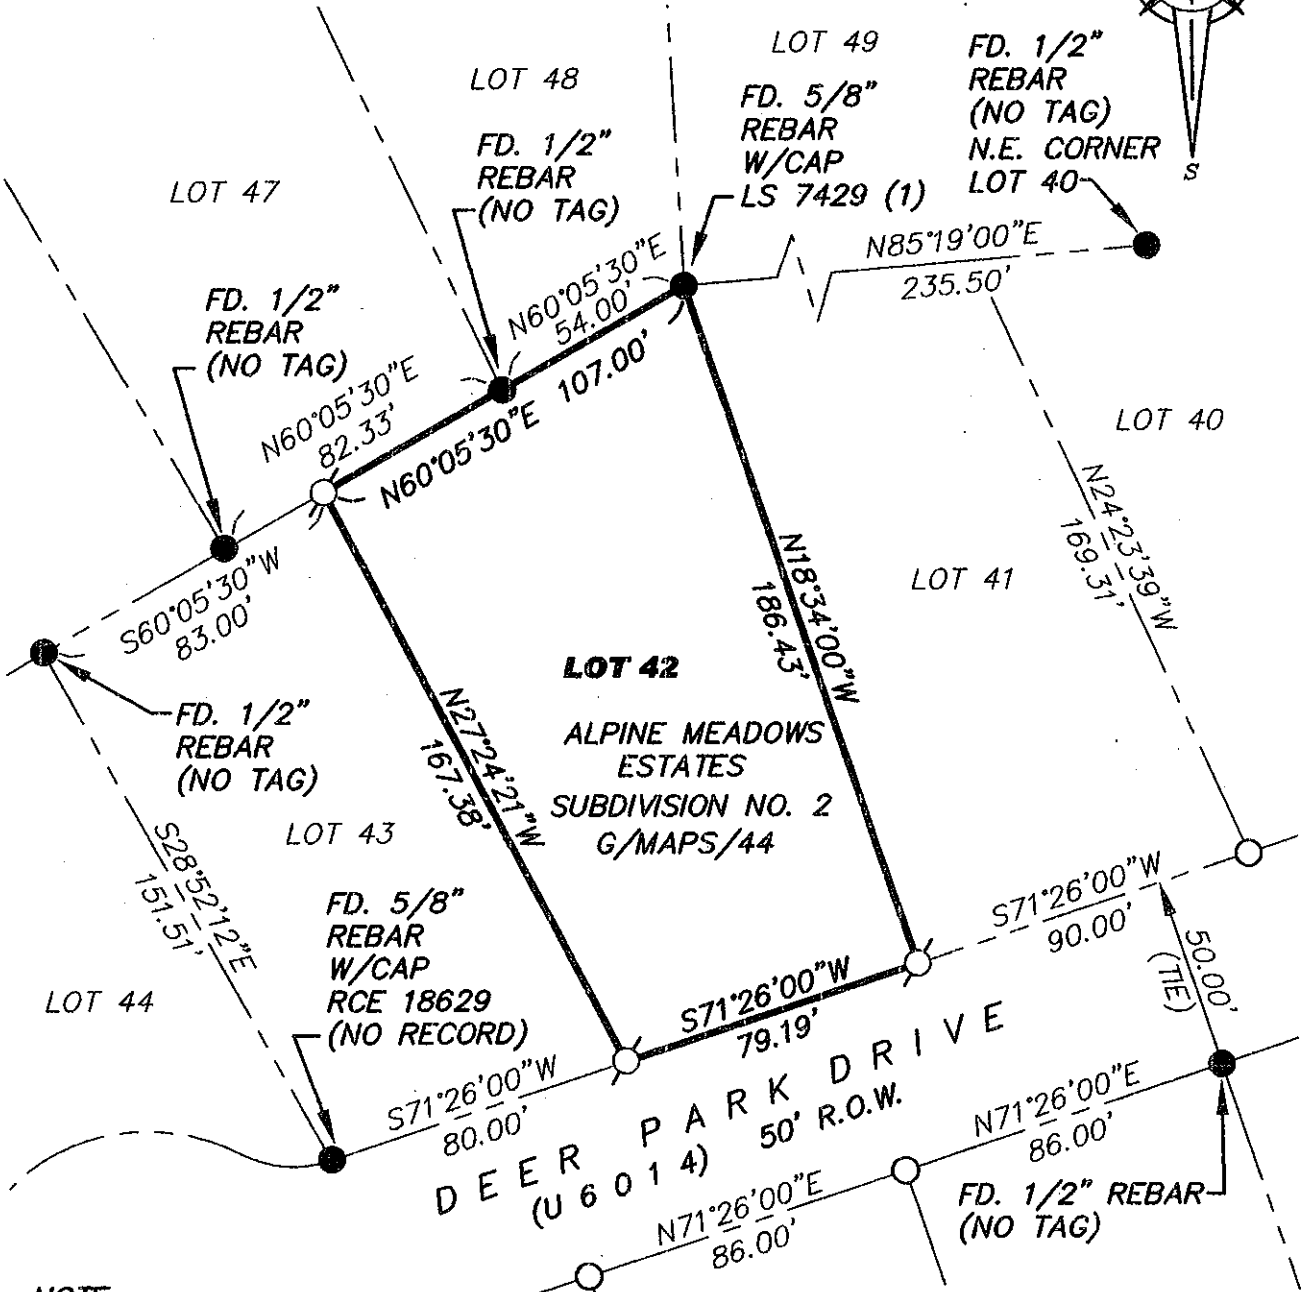 LOT 49
FD. 1/2"
REBAR
(NO TAG)
N.E. CORNER
LOT 40
S
LOT 48
FD. 5/8"
REBAR
W/CAP
LS 7429 (1)
FD. 1/2"
REBAR
(NO TAG)
LOT 47
N85°19'00"E
235.50'
FD. 1/2"
REBAR
(NO TAG)
N60°05'30"E
54.00'
N60°05'30"E
82.33'
N60°05'30"E 107.00'
LOT 40
N24°23'39"W
169.31'
S60°05'30"W
83.00'
N18°34'00"W
186.43'
LOT 41
LOT 42
ALPINE MEADOWS
ESTATES
SUBDIVISION NO. 2
G/MAPS/44
N27°24'21"W
167.38'
FD. 1/2"
REBAR
(NO TAG)
LOT 43
S28°52'12"E
151.51'
FD. 5/8"
REBAR
W/CAP
RCE 18629
(NO RECORD)
LOT 44
S71°26'00"W
90.00'
50.00'
(TIE)
S71°26'00"W
79.19'
S71°26'00"W
80.00'
DEER PARK DRIVE
(U6014) 50' R.O.W.
N71°26'00"E
86.00'
N71°26'00"E
86.00'
FD. 1/2" REBAR
(NO TAG)